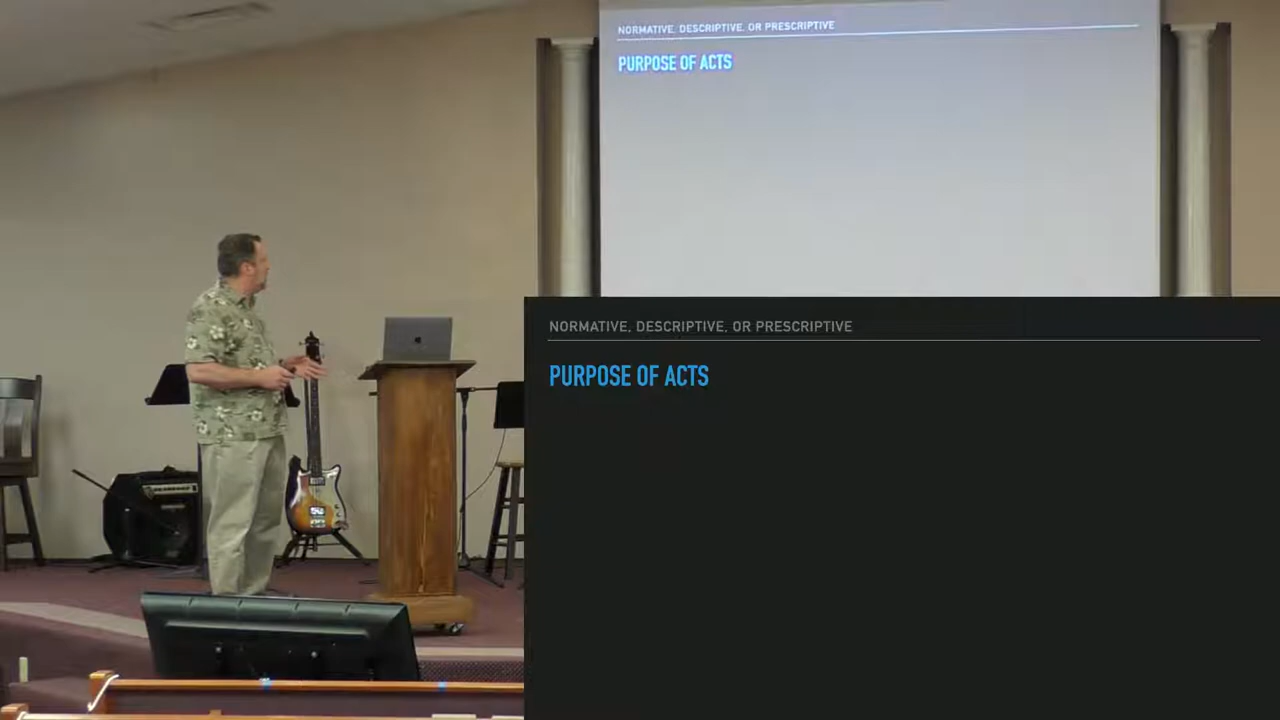 NORMATIVE, DESCRIPTIVE, OR PRESCRIPTIVE
PURPOSE OF ACTS
NORMATIVE, DESCRIPTIVE, OR PRESCRIPTIVE
PURPOSE OF ACTS